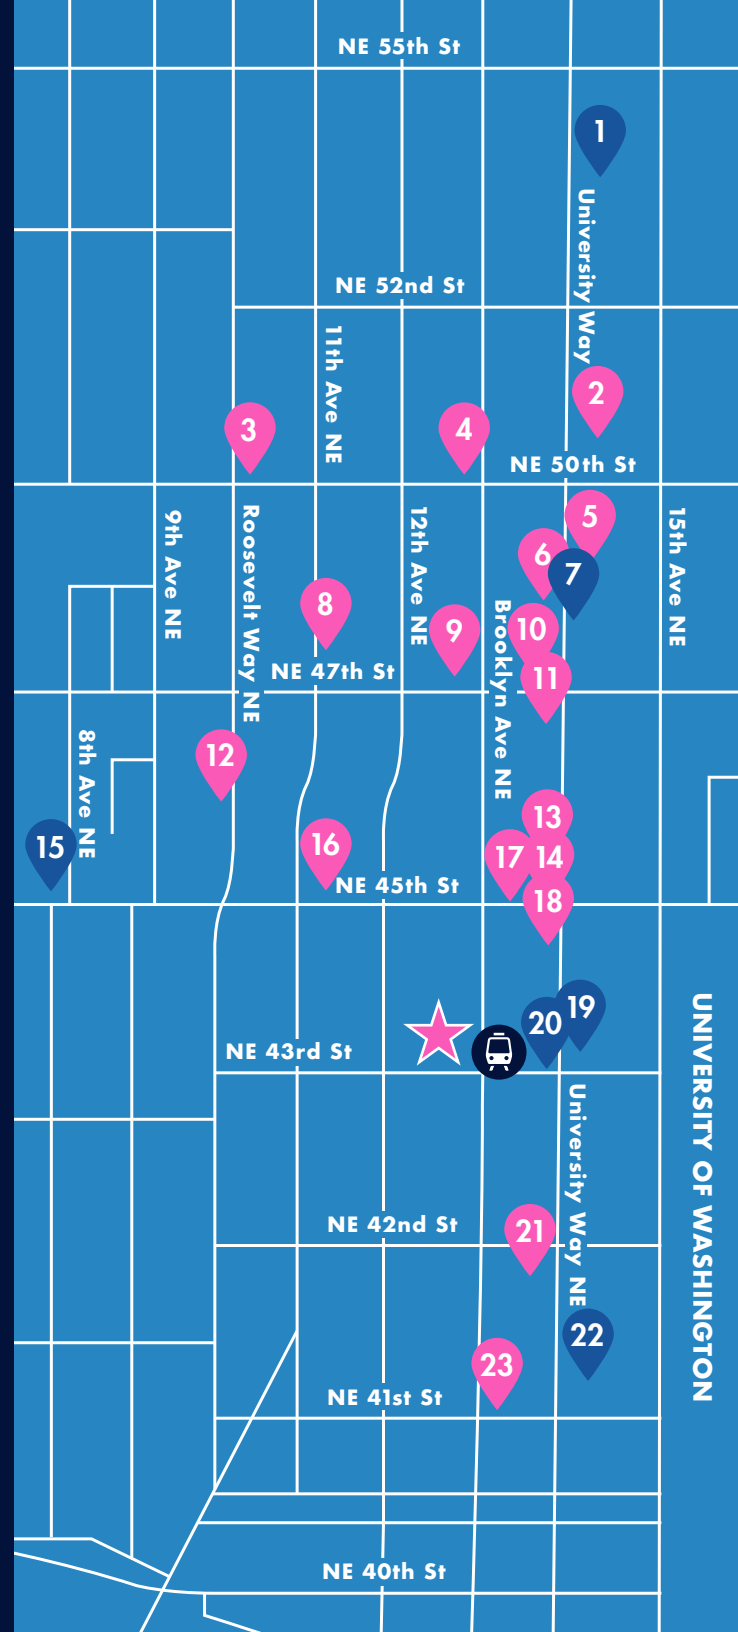 NE 55th St
1
University Way
NE 52nd St
11th Ave NE
2
3
4
NE 50th St
9th Ave NE
Roosevelt Way NE
12th Ave NE
5
15th Ave NE
6
7
8
9
Brooklyn Ave NE
10
NE 47th St
11
8th Ave NE
12
13
15
16
17
14
NE 45th St
18
19
20
UNIVERSITY OF WASHINGTON
NE 43rd St
University Way NE
NE 42nd St
21
22
23
NE 41st St
NE 40th St